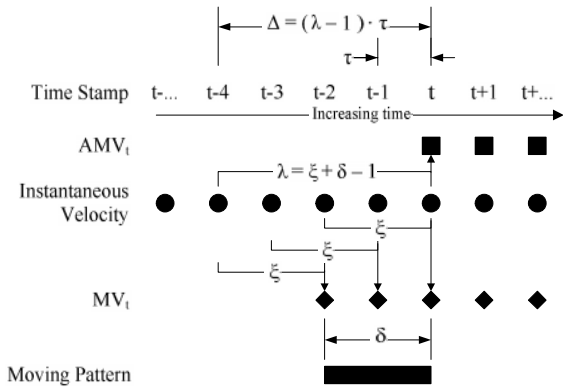 Δ = (λ − 1) · τ
τ
Time Stamp t-... t-4 t-3 t-2 t-1 t t+1 t+...
Increasing time
AMVt
λ = ξ + δ − 1
Instantaneous
Velocity
ξ
ξ
ξ
MVt
δ
Moving Pattern